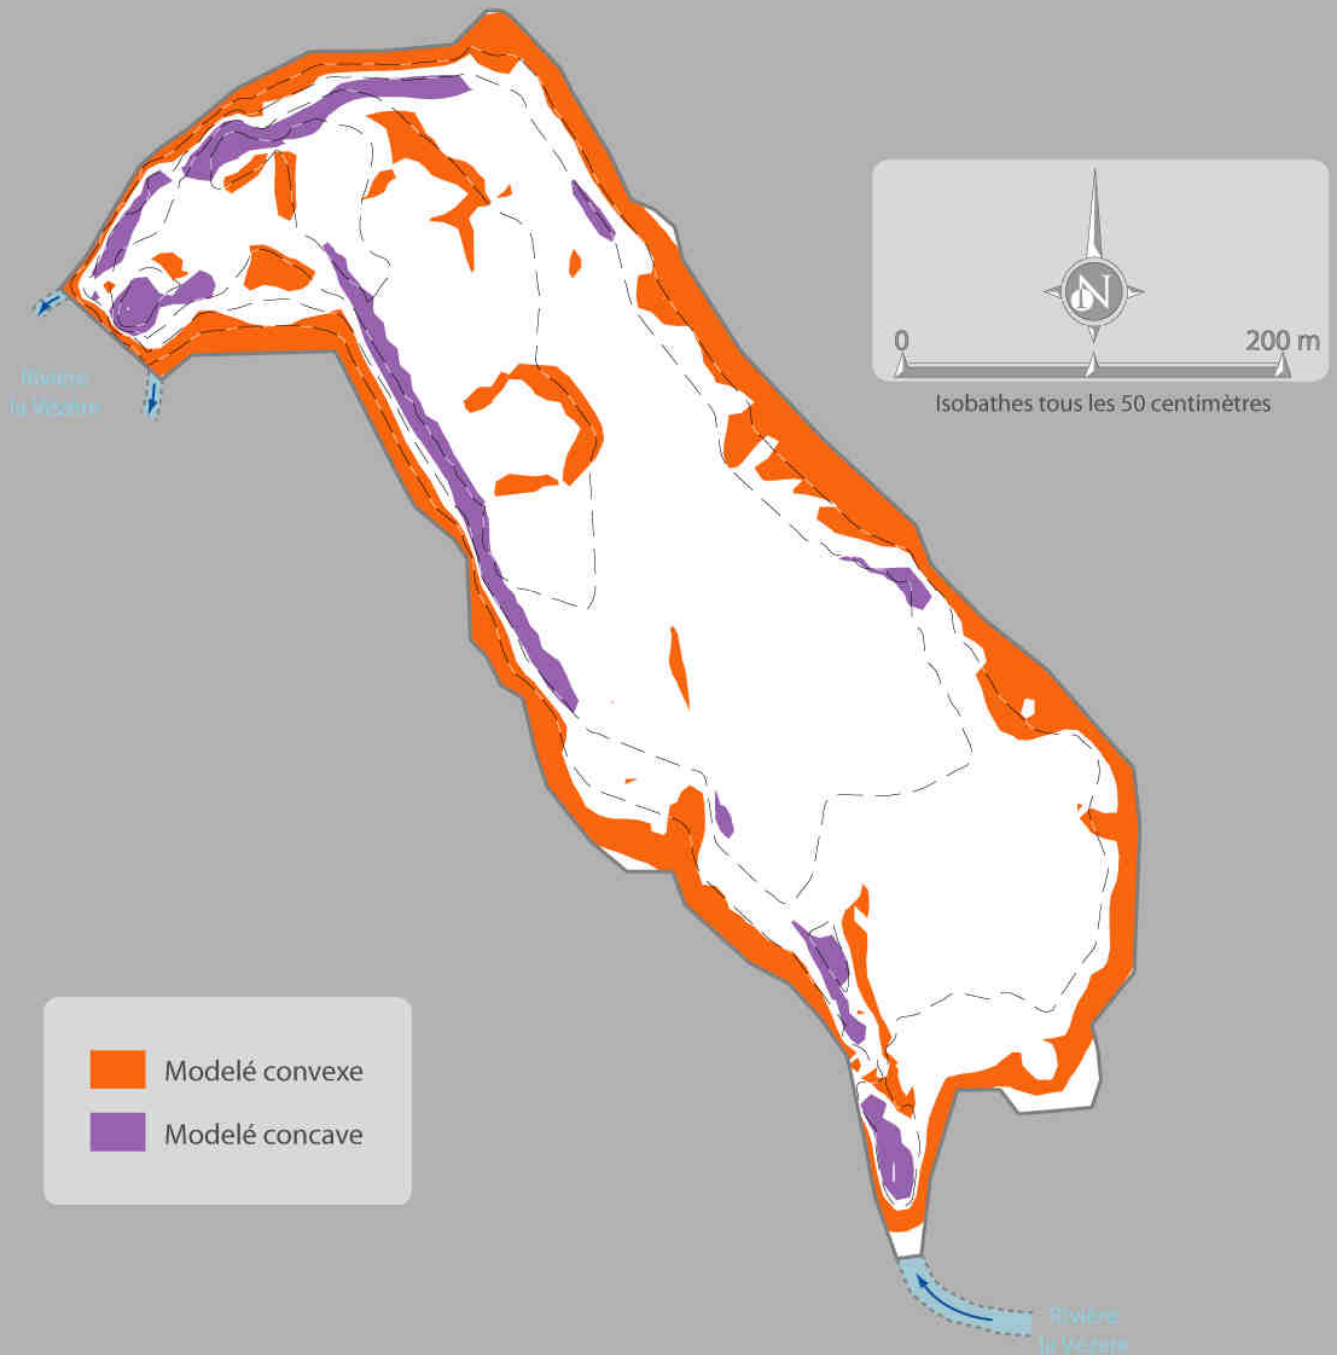 N
0 200 m
Isobathes tous les 50 centimètres
Rivière
la Vézère
Modelé convexe
Modelé concave
Rivière
la Vézère